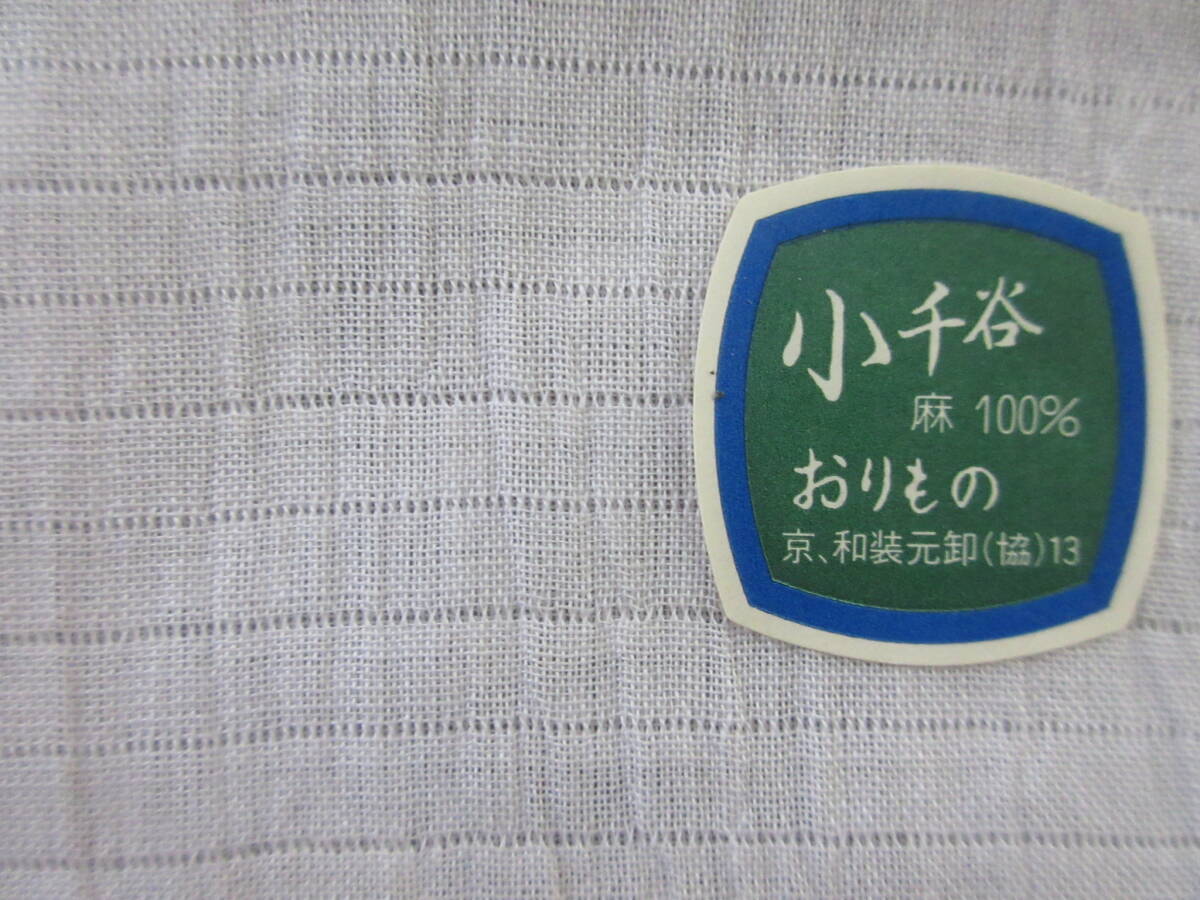 小千谷
麻 100%
おりもの
京、和装元卸(協)13